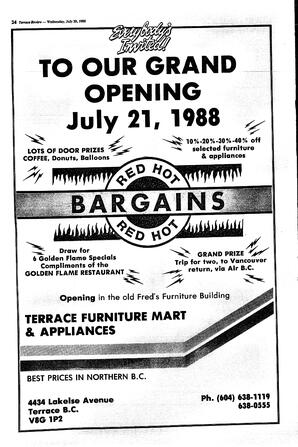 24 Terrace Review — Wednesday, July 20, 1988
Everybody's
Invited!
TO OUR GRAND
OPENING
July 21, 1988
LOTS OF DOOR PRIZES
COFFEE, Donuts, Balloons
10%-20%-30%-40% off
selected furniture
& appliances
RED HOT
BARGAINS
RED HOT
Draw for
6 Golden Flame Specials
Compliments of the
GOLDEN FLAME RESTAURANT
GRAND PRIZE
Trip for two, to Vancouver
return, via Air B.C.
Opening in the old Fred's Furniture Building
TERRACE FURNITURE MART
& APPLIANCES
BEST PRICES IN NORTHERN B.C.
4434 Lakelse Avenue
Terrace B.C.
V8G 1P2
Ph. (604) 638-1119
638-0555